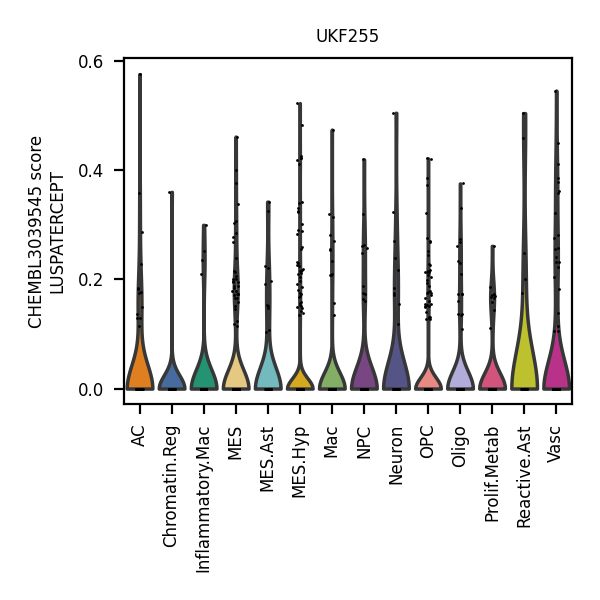 UKF255
CHEMBL3039545 score
LUSPATERCEPT
0.6
0.4
0.2
0.0
AC
Chromatin.Reg
Inflammatory.Mac
MES
MES.Ast
MES.Hyp
Mac
NPC
Neuron
OPC
Oligo
Prolif.Metab
Reactive.Ast
Vasc